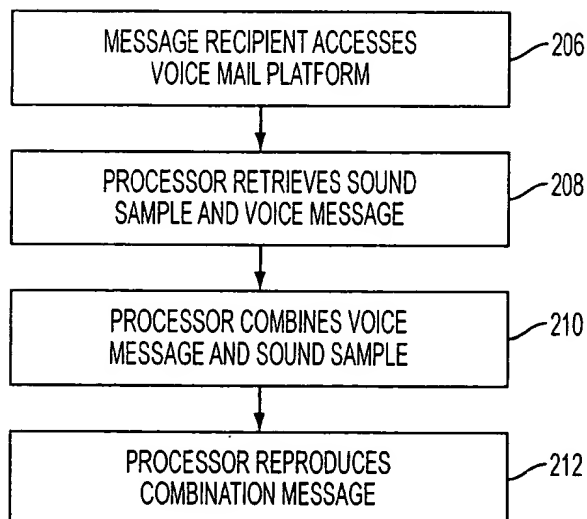 MESSAGE RECIPIENT ACCESSES
VOICE MAIL PLATFORM
206
PROCESSOR RETRIEVES SOUND
SAMPLE AND VOICE MESSAGE
208
PROCESSOR COMBINES VOICE
MESSAGE AND SOUND SAMPLE
210
PROCESSOR REPRODUCES
COMBINATION MESSAGE
212